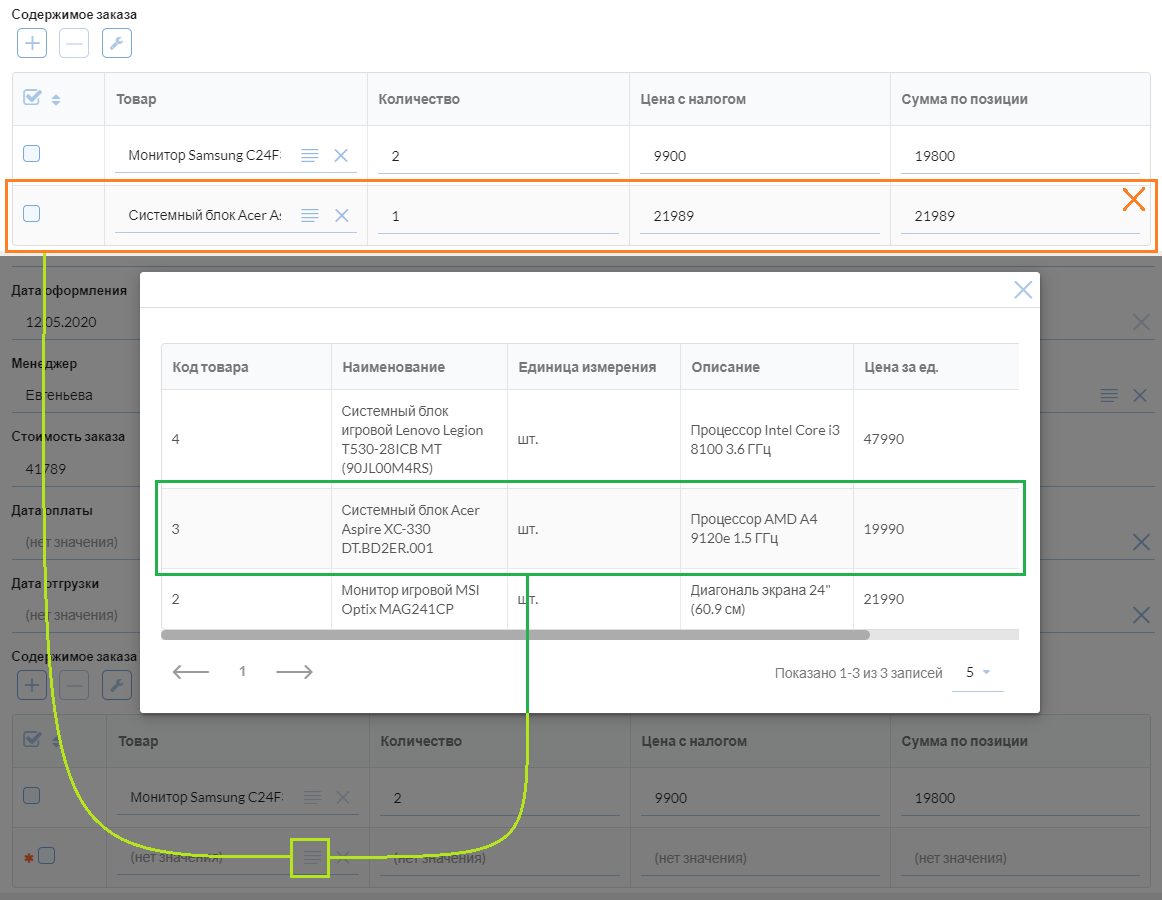 Содержимое заказа
Товар Количество Цена с налогом Сумма по позиции
Монитор Samsung C24F 2 9900 19800
Системный блок Acer As 1 21989 21989
Дата оформления
12.05.2020
Менеджер
Евгеньева
Стоимость заказа
41789
Дата оплаты
(нет значения)
Дата отгрузки
(нет значения)
Код товара Наименование Единица измерения Описание Цена за ед.
Системный блок
игровой Lenovo Legion
T530-28ICB MT
(90JL00M4RS)
4 шт. Процессор Intel Core i3
8100 3.6 ГГц 47990
Системный блок Acer
Aspire XC-330
DT.BD2ER.001
3 шт. Процессор AMD A4
9120e 1.5 ГГц 19990
Монитор игровой MSI
Optix MAG241CP
2 шт. Диагональ экрана 24"
(60.9 см) 21990
1 Показано 1-3 из 3 записей 5
Содержимое заказа
Товар Количество Цена с налогом Сумма по позиции
Монитор Samsung C24F 2 9900 19800
* (нет значения) (нет значения) (нет значения) (нет значения)